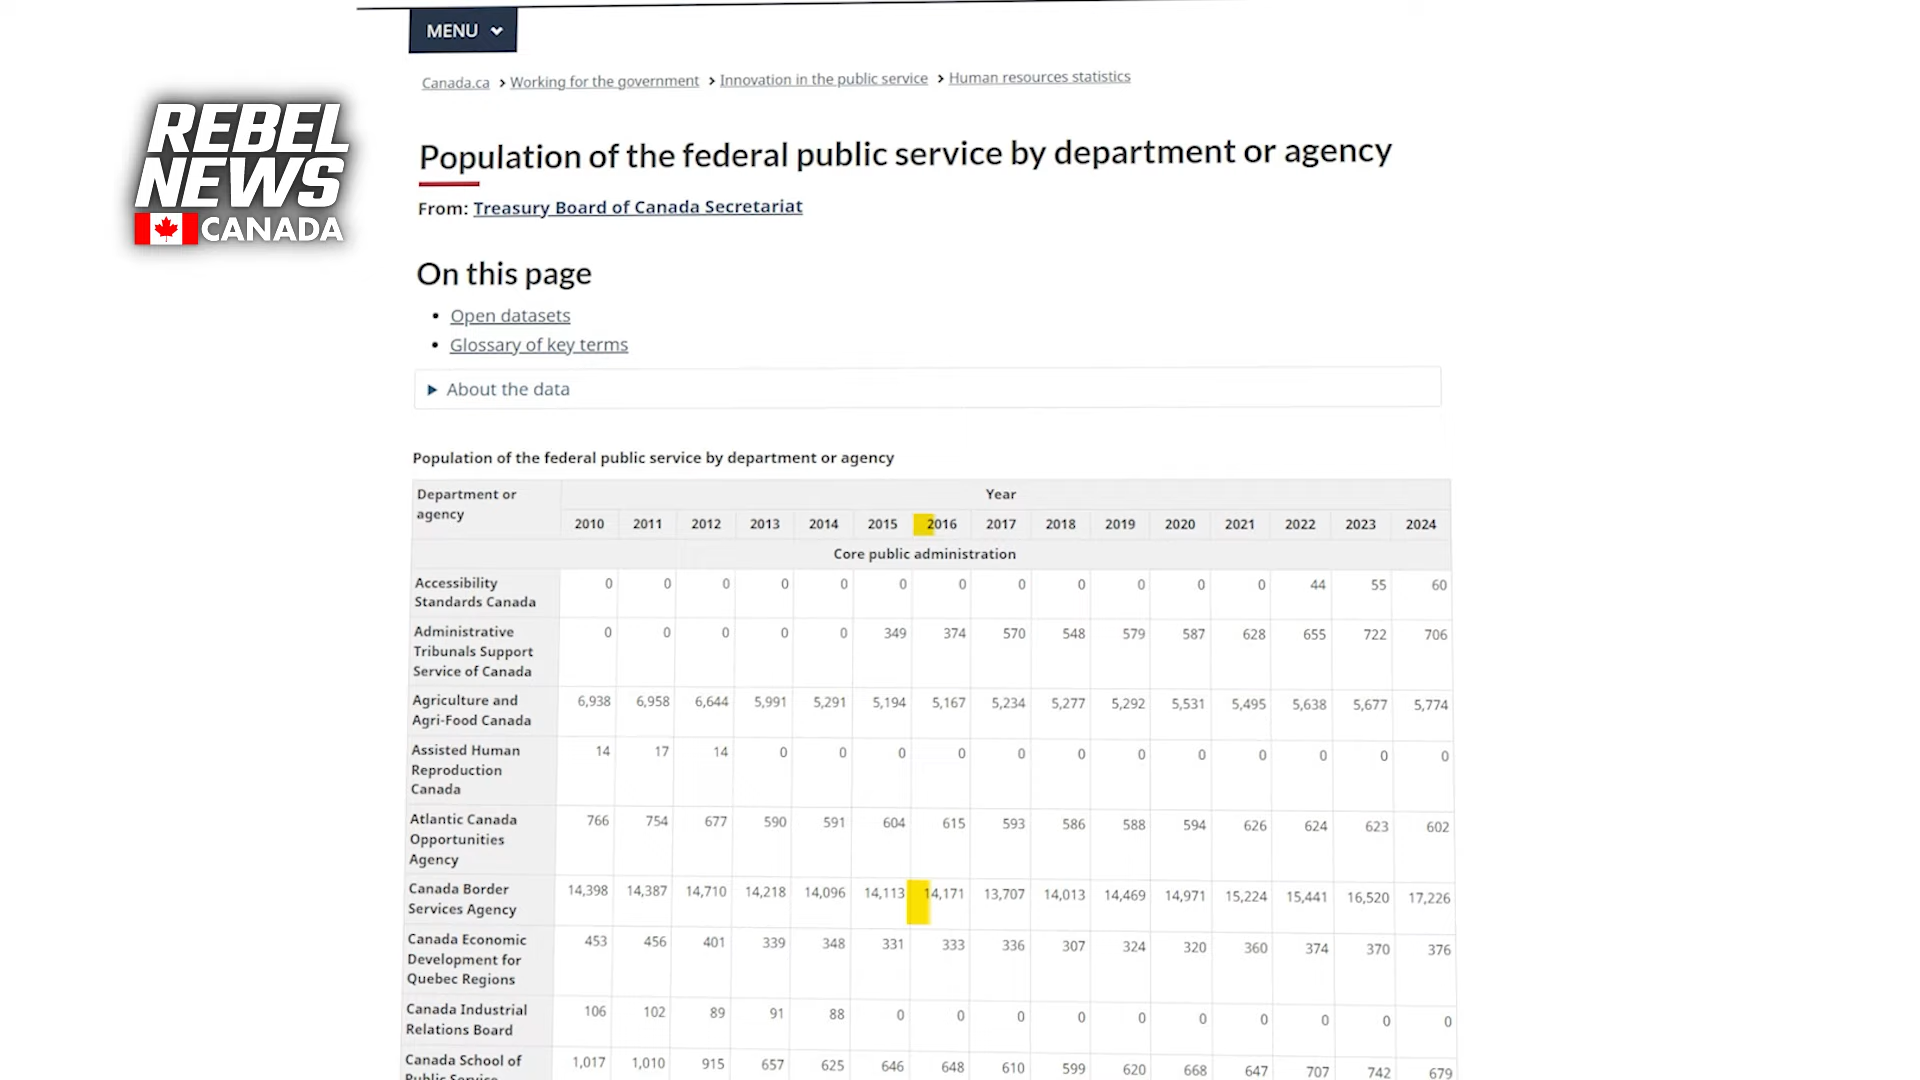 MENU
Canada.ca > Working for the government > Innovation in the public service > Human resources statistics
REBEL
NEWS
CANADA
Population of the federal public service by department or agency
From: Treasury Board of Canada Secretariat
On this page
• Open datasets
• Glossary of key terms
About the data
Population of the federal public service by department or agency
Department or agency Year
2010 2011 2012 2013 2014 2015 2016 2017 2018 2019 2020 2021 2022 2023 2024
Core public administration
Accessibility Standards Canada 0 0 0 0 0 0 0 0 0 0 0 0 44 55 60
Administrative Tribunals Support Service of Canada 0 0 0 0 0 349 374 570 548 579 587 628 655 722 706
Agriculture and Agri-Food Canada 6,938 6,958 6,644 5,991 5,291 5,194 5,167 5,234 5,277 5,292 5,531 5,495 5,638 5,677 5,774
Assisted Human Reproduction Canada 14 17 14 0 0 0 0 0 0 0 0 0 0 0 0
Atlantic Canada Opportunities Agency 766 754 677 590 591 604 615 593 586 588 594 626 624 623 602
Canada Border Services Agency 14,398 14,387 14,710 14,218 14,096 14,113 14,171 13,707 14,013 14,469 14,971 15,224 15,441 16,520 17,226
Canada Economic Development for Quebec Regions 453 456 401 339 348 331 333 336 307 324 320 360 374 370 376
Canada Industrial Relations Board 106 102 89 91 88 0 0 0 0 0 0 0 0 0 0
Canada School of Public Service 1,017 1,010 915 657 625 646 648 610 599 620 668 647 707 742 679